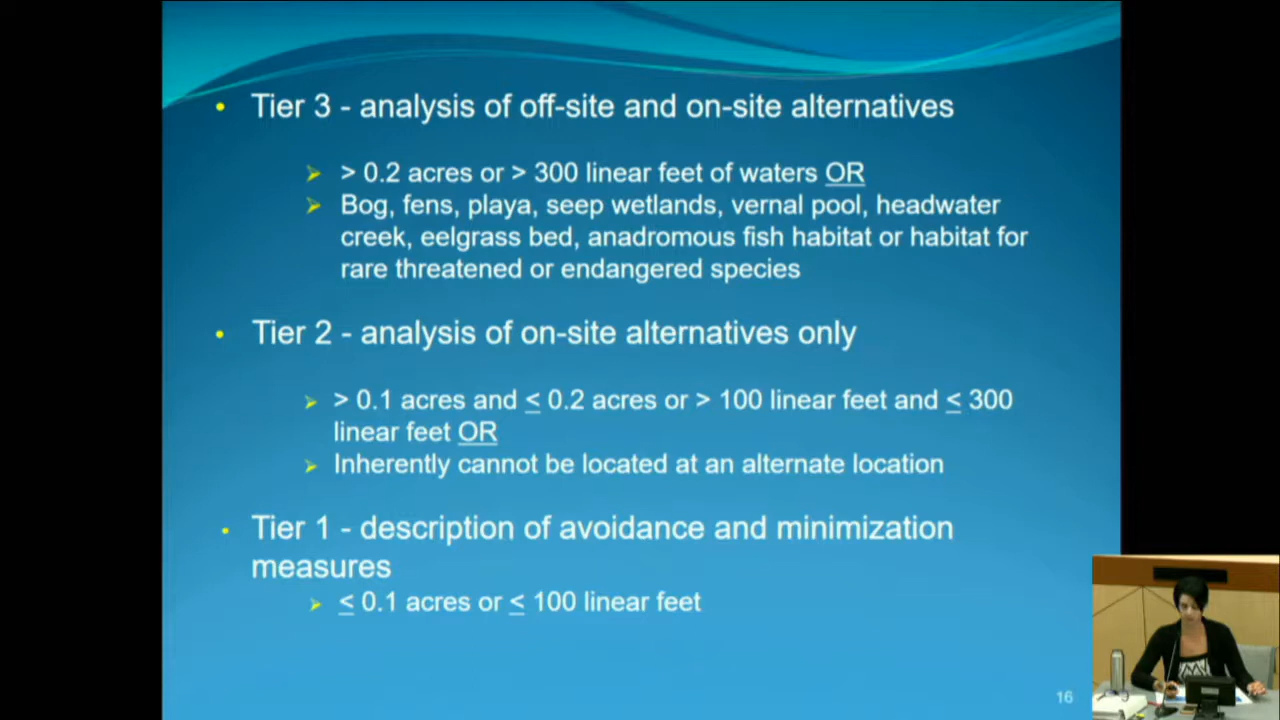 • Tier 3 - analysis of off-site and on-site alternatives
➢ > 0.2 acres or > 300 linear feet of waters OR
➢ Bog, fens, playa, seep wetlands, vernal pool, headwater
creek, eelgrass bed, anadromous fish habitat or habitat for
rare threatened or endangered species
• Tier 2 - analysis of on-site alternatives only
➢ > 0.1 acres and ≤ 0.2 acres or > 100 linear feet and ≤ 300
linear feet OR
➢ Inherently cannot be located at an alternate location
• Tier 1 - description of avoidance and minimization
measures
➢ ≤ 0.1 acres or ≤ 100 linear feet
16